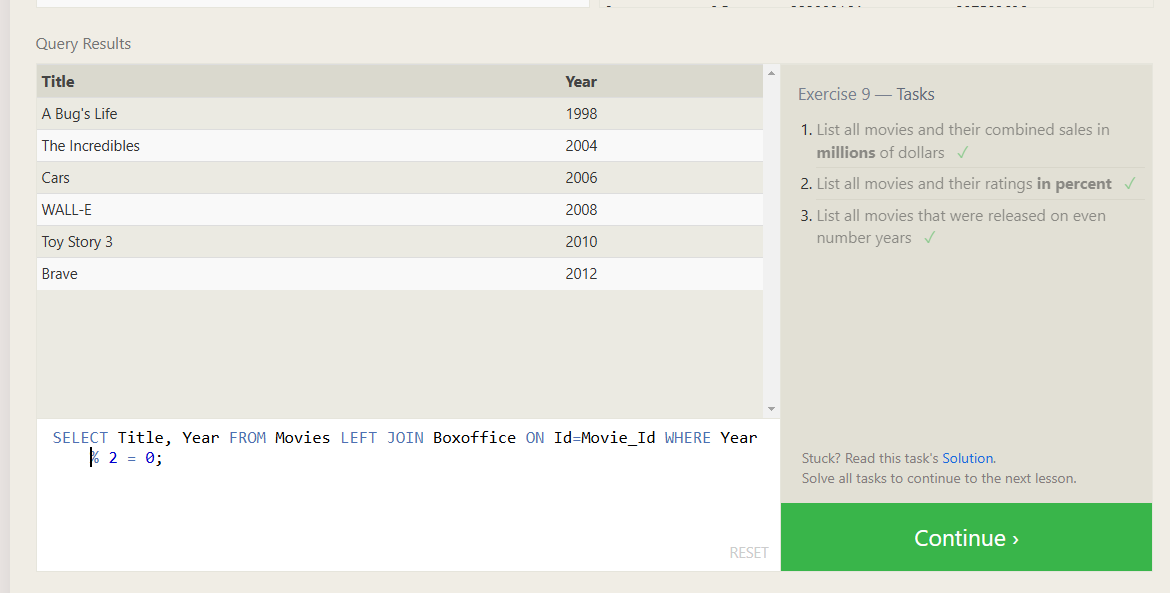 Query Results
Title Year
A Bug's Life 1998
The Incredibles 2004
Cars 2006
WALL-E 2008
Toy Story 3 2010
Brave 2012
SELECT Title, Year FROM Movies LEFT JOIN Boxoffice ON Id=Movie_Id WHERE Year
% 2 = 0;
RESET
Exercise 9 — Tasks
1. List all movies and their combined sales in
millions of dollars ✓
2. List all movies and their ratings in percent ✓
3. List all movies that were released on even
number years ✓
Stuck? Read this task's Solution.
Solve all tasks to continue to the next lesson.
Continue ›